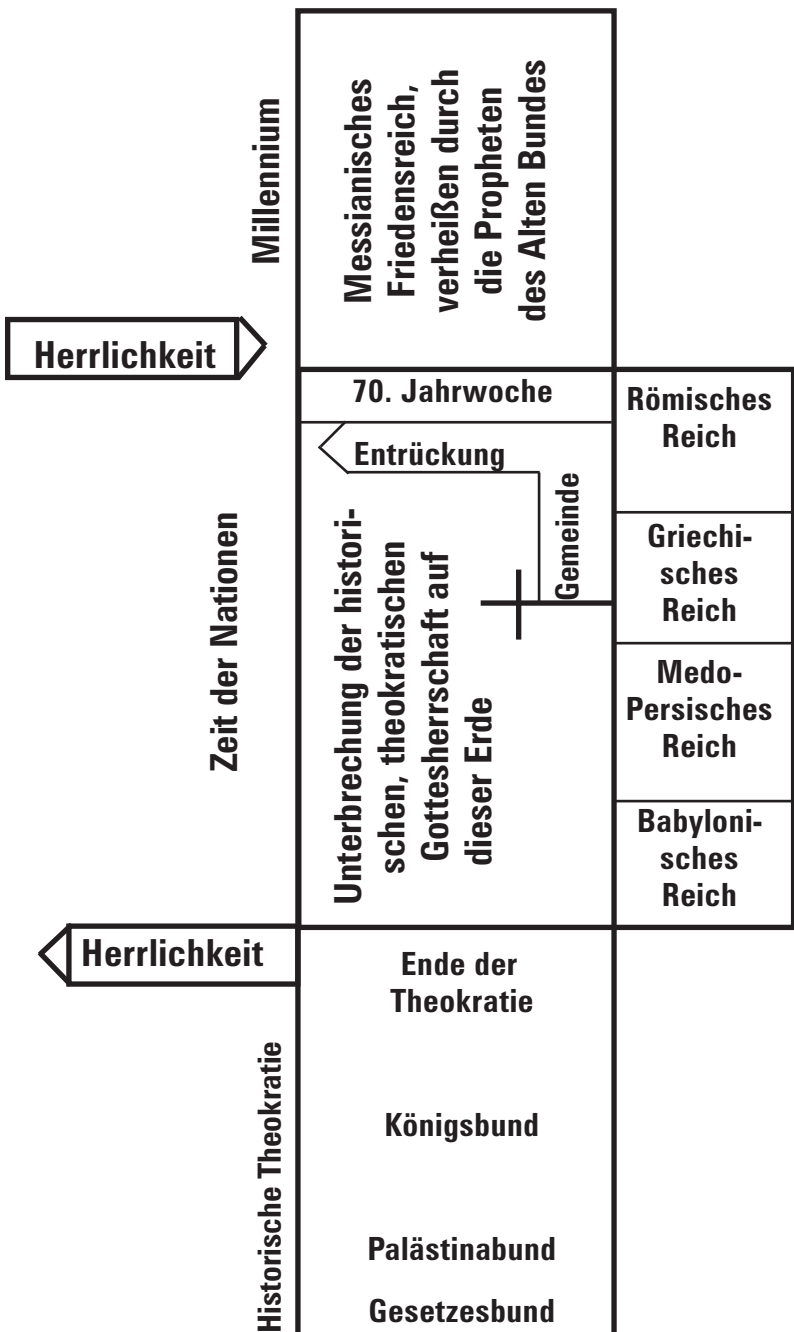 Millennium
Messianisches
Friedensreich,
verheißen durch
die Propheten
des Alten Bundes
Herrlichkeit
70. Jahrwoche
Entrückung
Gemeinde
Zeit der Nationen
Unterbrechung der histori-
schen, theokratischen
Gottesherrschaft auf
dieser Erde
Römisches
Reich
Griechi-
sches
Reich
Medo-
Persisches
Reich
Babyloni-
sches
Reich
Herrlichkeit
Ende der
Theokratie
Historische Theokratie
Königsbund
Palästinabund
Gesetzesbund